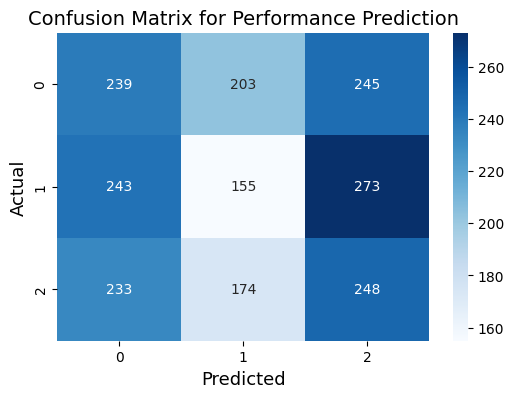 Confusion Matrix for Performance Prediction
Actual
0
239 203 245
1
243 155 273
2
233 174 248
0 1 2
Predicted
260
240
220
200
180
160